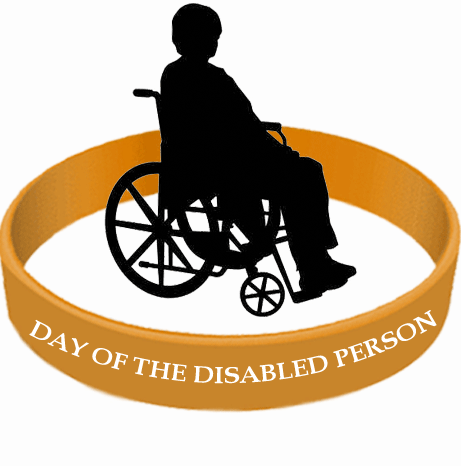 DAY OF THE DISABLED PERSON